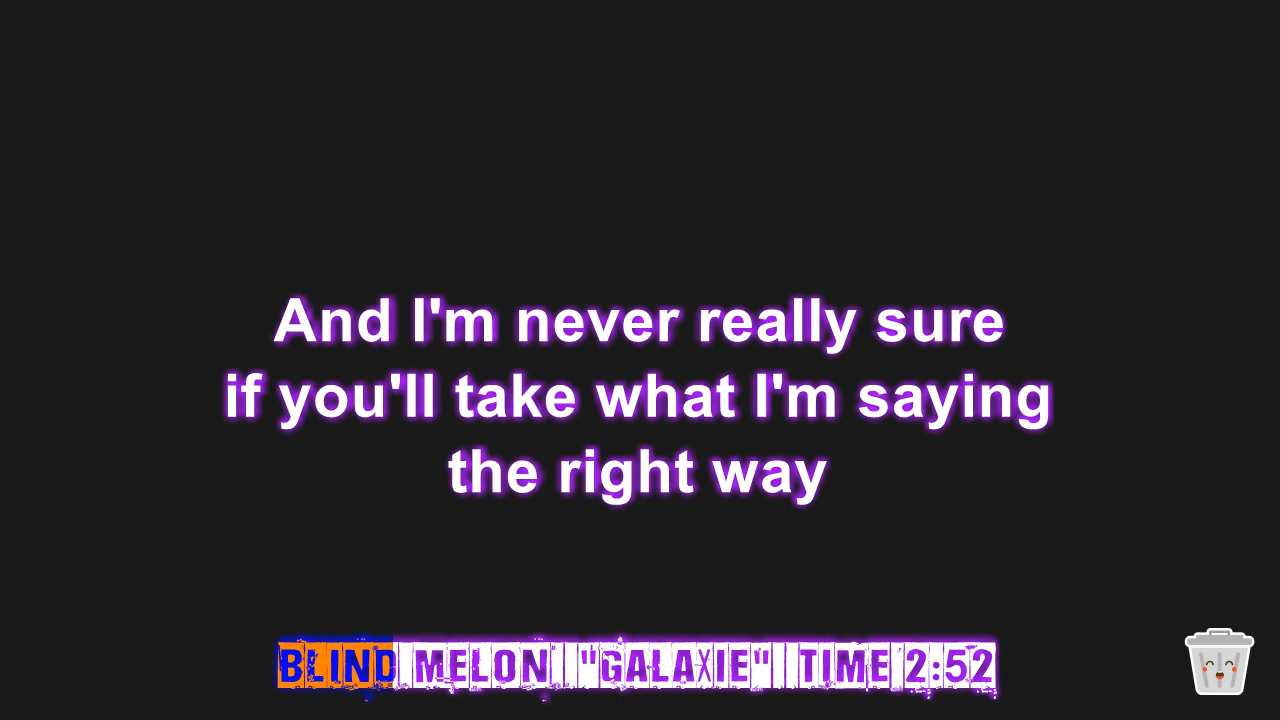 And I'm never really sure
if you'll take what I'm saying
the right way
BLIND MELON "GALAXIE" TIME 2:52